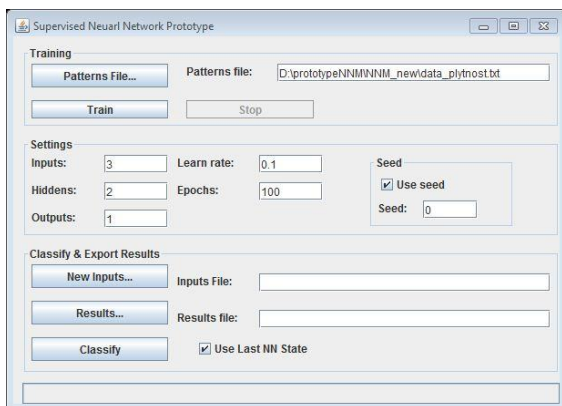 Supervised Neuarl Network Prototype
Training
Patterns File... Patterns file: D:\prototypeNNM\NNM_new\data_plytnost.txt
Train Stop
Settings
Inputs: 3 Learn rate: 0.1 Seed
Hiddens: 2 Epochs: 100 Use seed
Outputs: 1 Seed: 0
Classify & Export Results
New Inputs... Inputs File:
Results... Results file:
Classify Use Last NN State